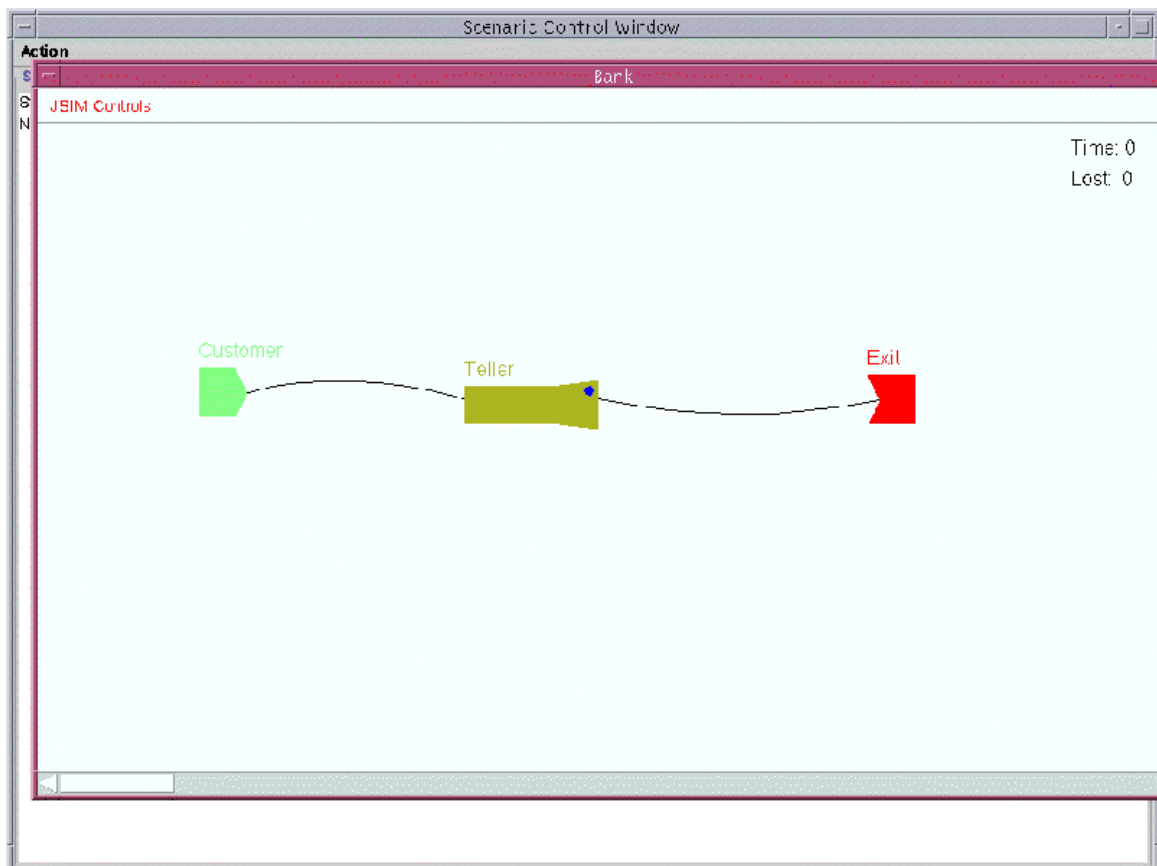 Scenario Control Window
Action
S
Bank
S
JSIM Controls
N
Time: 0
Lost: 0
Customer
Teller
Exit